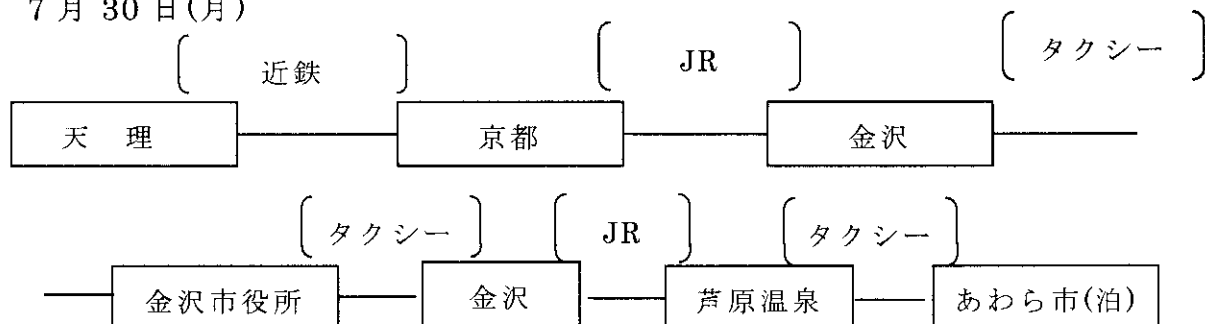 7 月 30 日(月)
近鉄 JR タクシー
天 理 京都 金沢
タクシー JR タクシー
金沢市役所 金沢 芦原温泉 あわら市(泊)